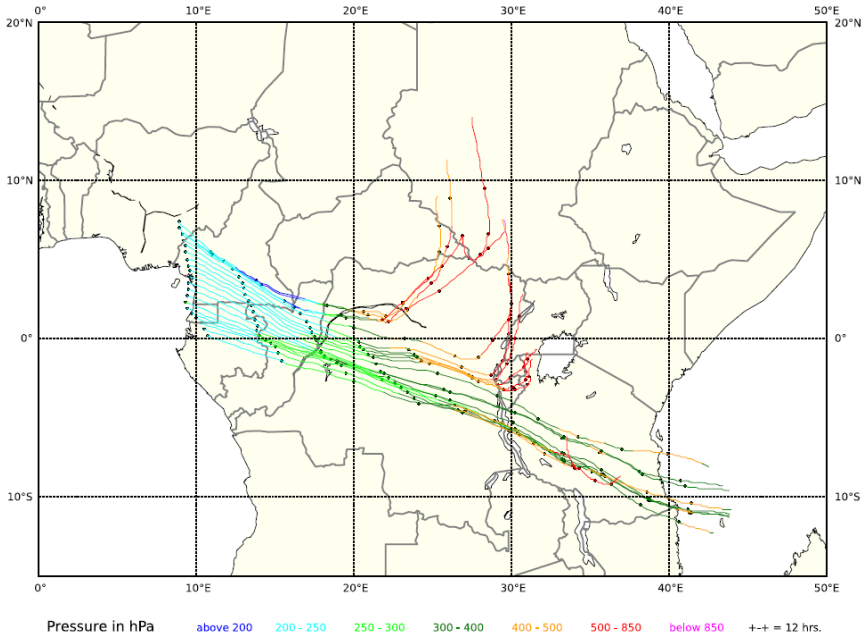 0° 10°E 20°E 30°E 40°E 50°E
20°N 20°N
10°N 10°N
0° 0°
10°S 10°S
0° 10°E 20°E 30°E 40°E 50°E
Pressure in hPa above 200 200 - 250 250 - 300 300 - 400 400 - 500 500 - 850 below 850 +-+ = 12 hrs.